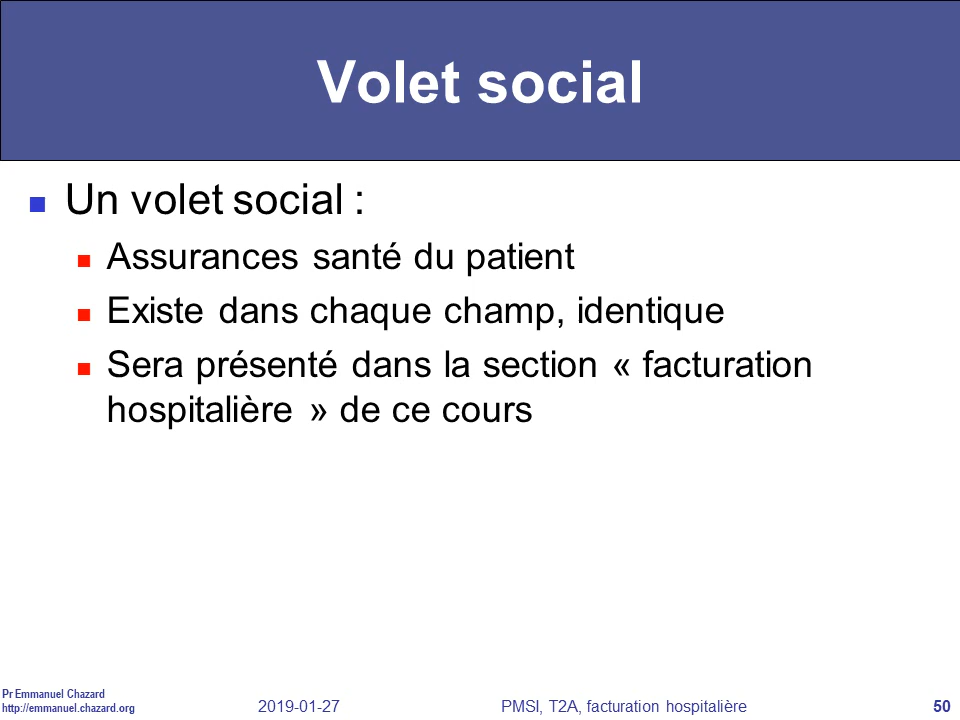 Volet social
Un volet social :
Assurances santé du patient
Existe dans chaque champ, identique
Sera présenté dans la section « facturation
hospitalière » de ce cours
Pr Emmanuel Chazard
http://emmanuel.chazard.org
2019-01-27
PMSI, T2A, facturation hospitalière
50